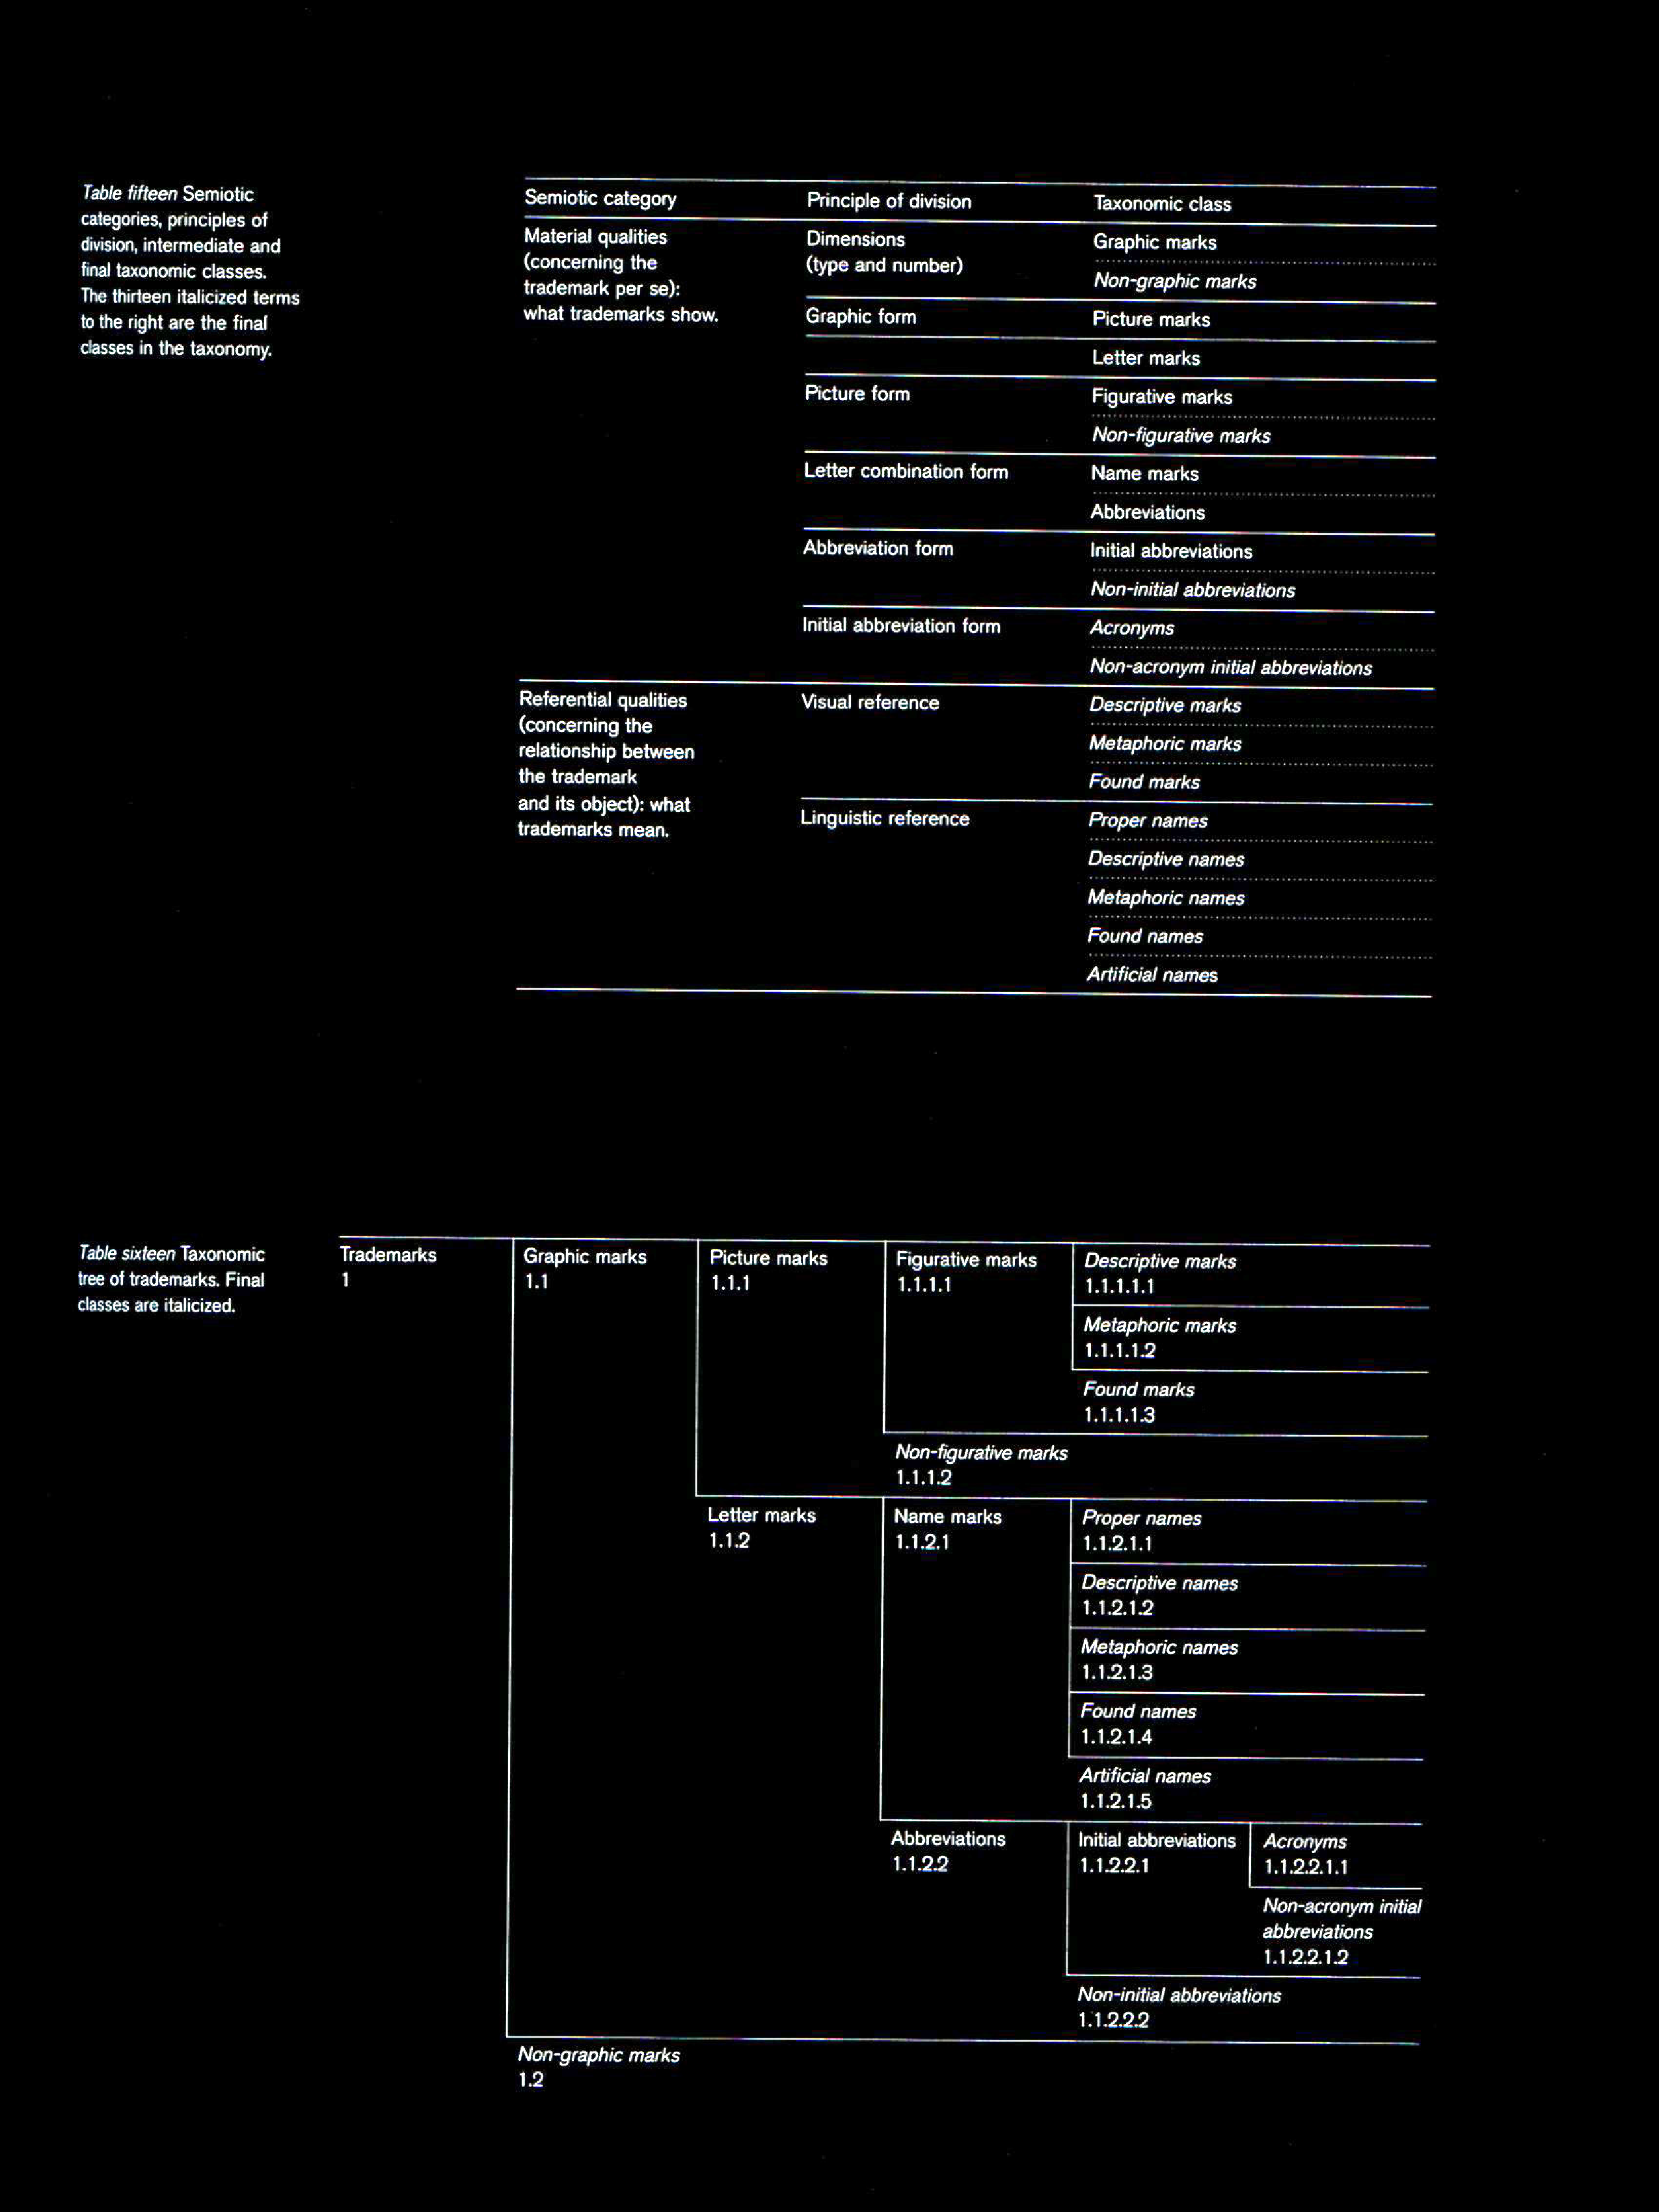 Table fifteen Semiotic
categories, principles of
division, intermediate and
final taxonomic classes.
The thirteen italicized terms
to the right are the final
classes in the taxonomy.
Semiotic category Principle of division Taxonomic class
Material qualities
(concerning the
trademark per se):
what trademarks show.
Dimensions
(type and number)
Graphic marks
Non-graphic marks
Graphic form
Picture marks
Letter marks
Picture form
Figurative marks
Non-figurative marks
Letter combination form
Name marks
Abbreviations
Abbreviation form
Initial abbreviations
Non-initial abbreviations
Initial abbreviation form
Acronyms
Non-acronym initial abbreviations
Referential qualities
(concerning the
relationship between
the trademark
and its object): what
trademarks mean.
Visual reference
Descriptive marks
Metaphoric marks
Found marks
Linguistic reference
Proper names
Descriptive names
Metaphoric names
Found names
Artificial names
Table sixteen Taxonomic
tree of trademarks. Final
classes are italicized.
Trademarks
1
Graphic marks
1.1
Picture marks
1.1.1
Figurative marks
1.1.1.1
Descriptive marks
1.1.1.1.1
Metaphoric marks
1.1.1.1.2
Found marks
1.1.1.1.3
Non-figurative marks
1.1.1.2
Letter marks
1.1.2
Name marks
1.1.2.1
Proper names
1.1.2.1.1
Descriptive names
1.1.2.1.2
Metaphoric names
1.1.2.1.3
Found names
1.1.2.1.4
Artificial names
1.1.2.1.5
Abbreviations
1.1.2.2
Initial abbreviations
1.1.2.2.1
Acronyms
1.1.2.2.1.1
Non-acronym initial
abbreviations
1.1.2.2.1.2
Non-initial abbreviations
1.1.2.2.2
Non-graphic marks
1.2